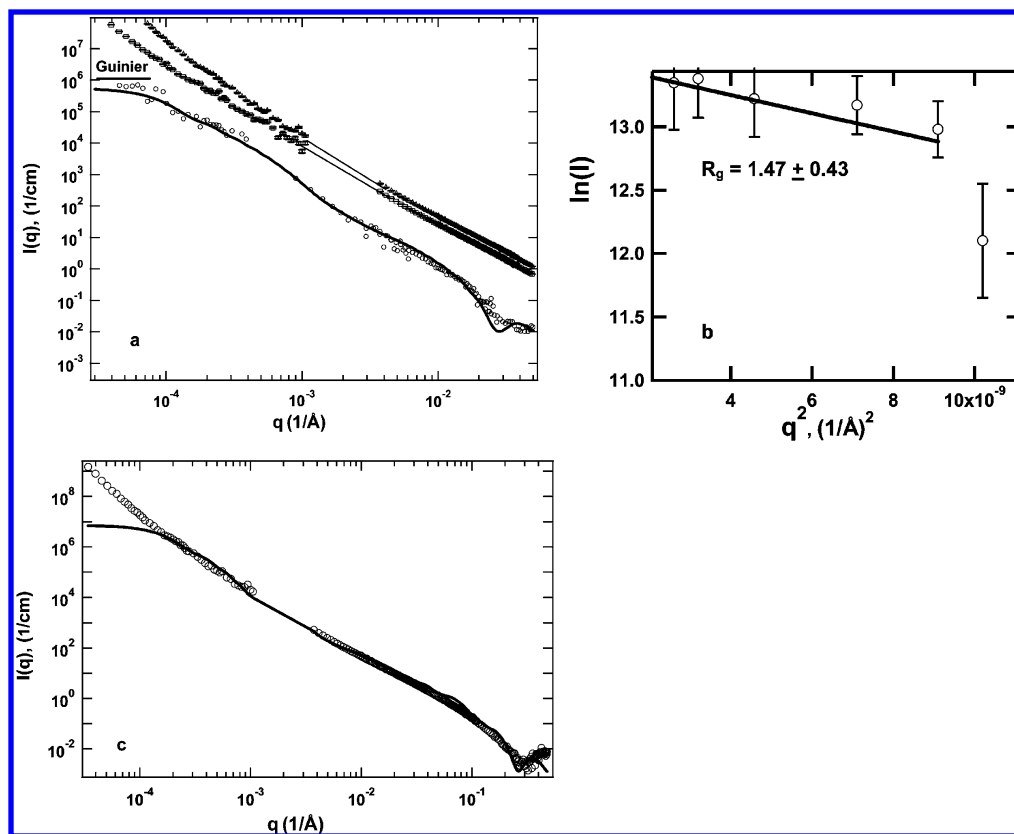 10^7
10^6
10^5
10^4
10^3
10^2
10^1
10^0
10^-1
10^-2
10^-3
I(q), (1/cm)
Guinier
a
10^-4
10^-3
10^-2
q (1/Å)
13.0
12.5
12.0
11.5
11.0
ln(I)
R_g = 1.47 ± 0.43
b
4
6
8
10x10^-9
q^2, (1/Å)^2
10^8
10^6
10^4
10^2
10^0
10^-2
I(q), (1/cm)
c
10^-4
10^-3
10^-2
10^-1
q (1/Å)